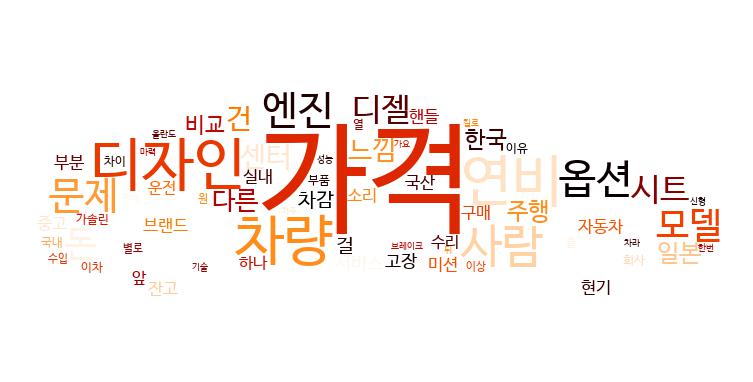 엔진
디젤
핸들
힐로
건
비교
열
올란도
한국
이유
가격
디자인
느낌
가요
마력
센터
성능
부분
차이
연비
옵션
시트
실내
부품
국산
문제
운전
원
다른
차감
소리
신형
중고
가솔린
브랜드
차량
구매
주행
모델
자동차
돈
사람
국내
별로
걸
브레이크
수리
뒤
차라
한번
일본
수입
이차
기술
하나
서비스
고장
미션
이상
회사
앞
잔고
현기